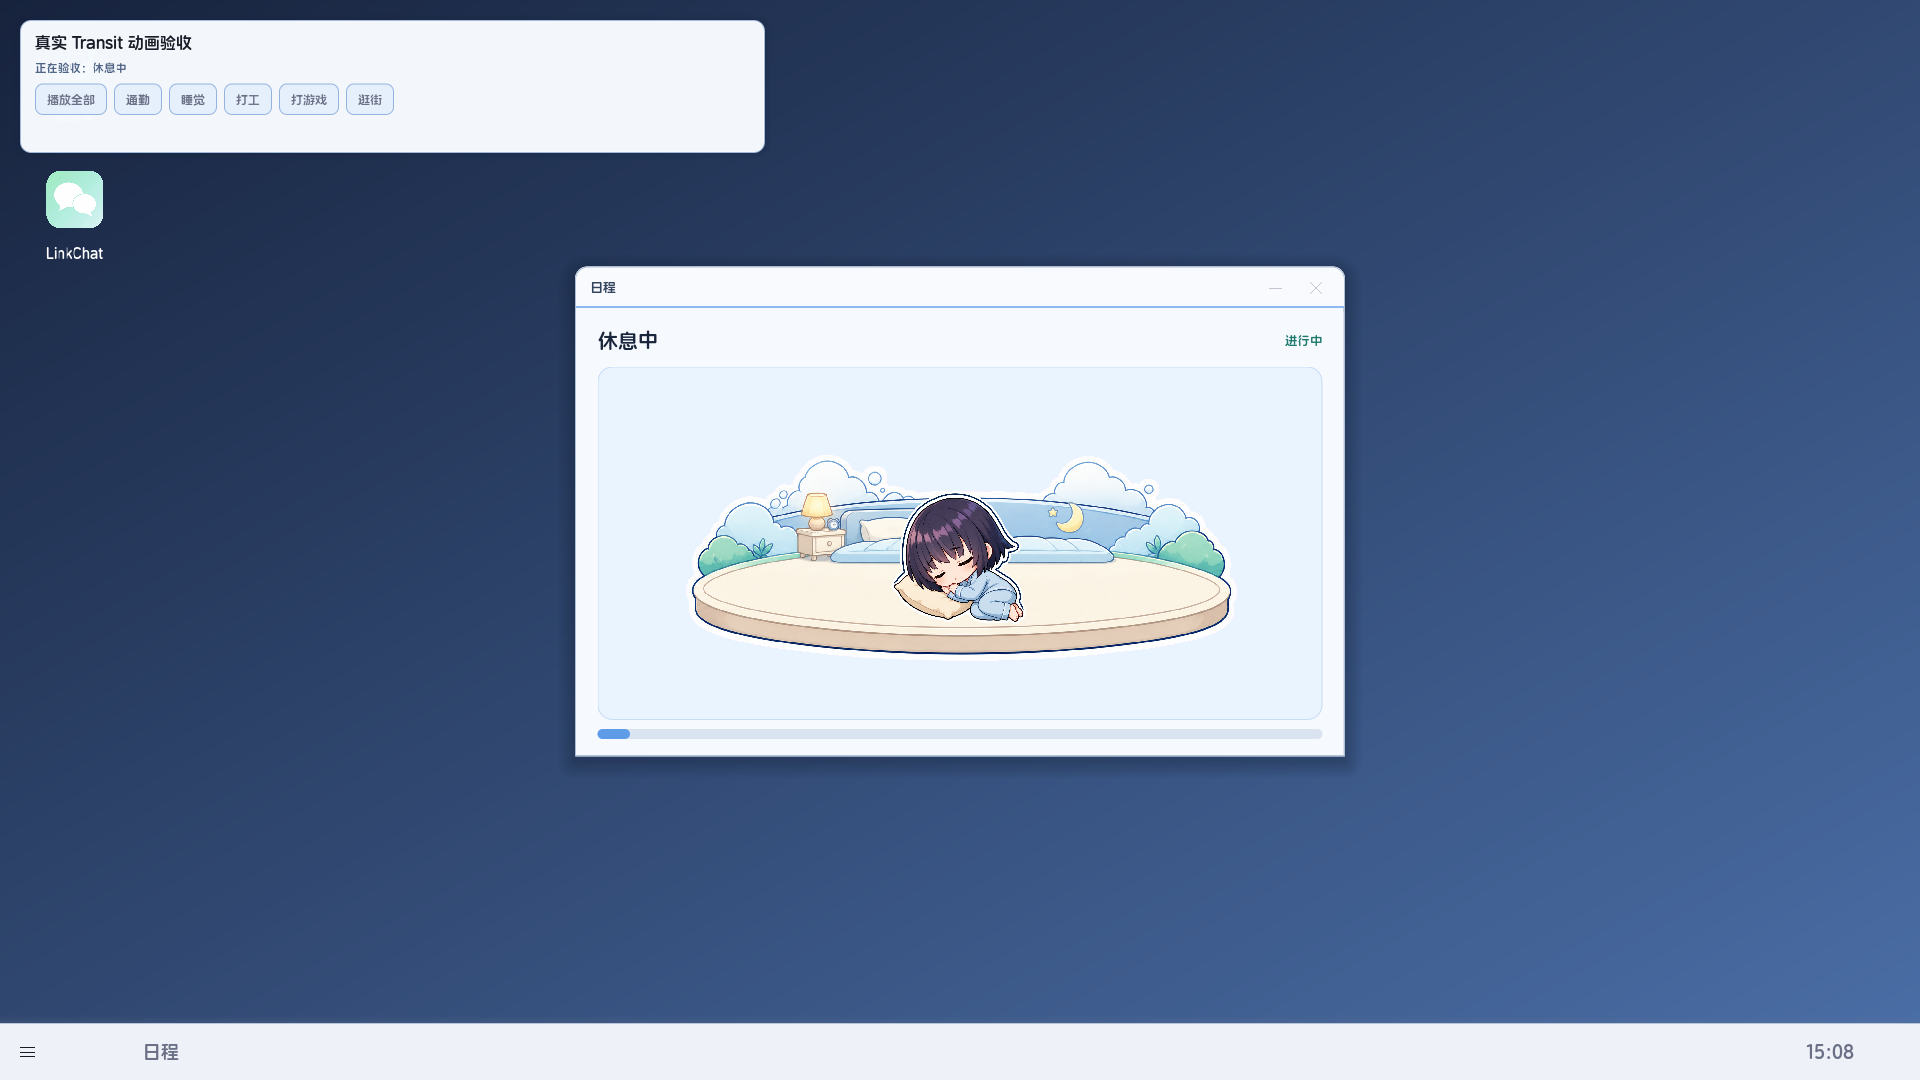 真实 Transit 动画验收
正在验收：休息中
播放全部 通勤 睡觉 打工 打游戏 逛街
LinkChat
日程
休息中 进行中
日程 15:08